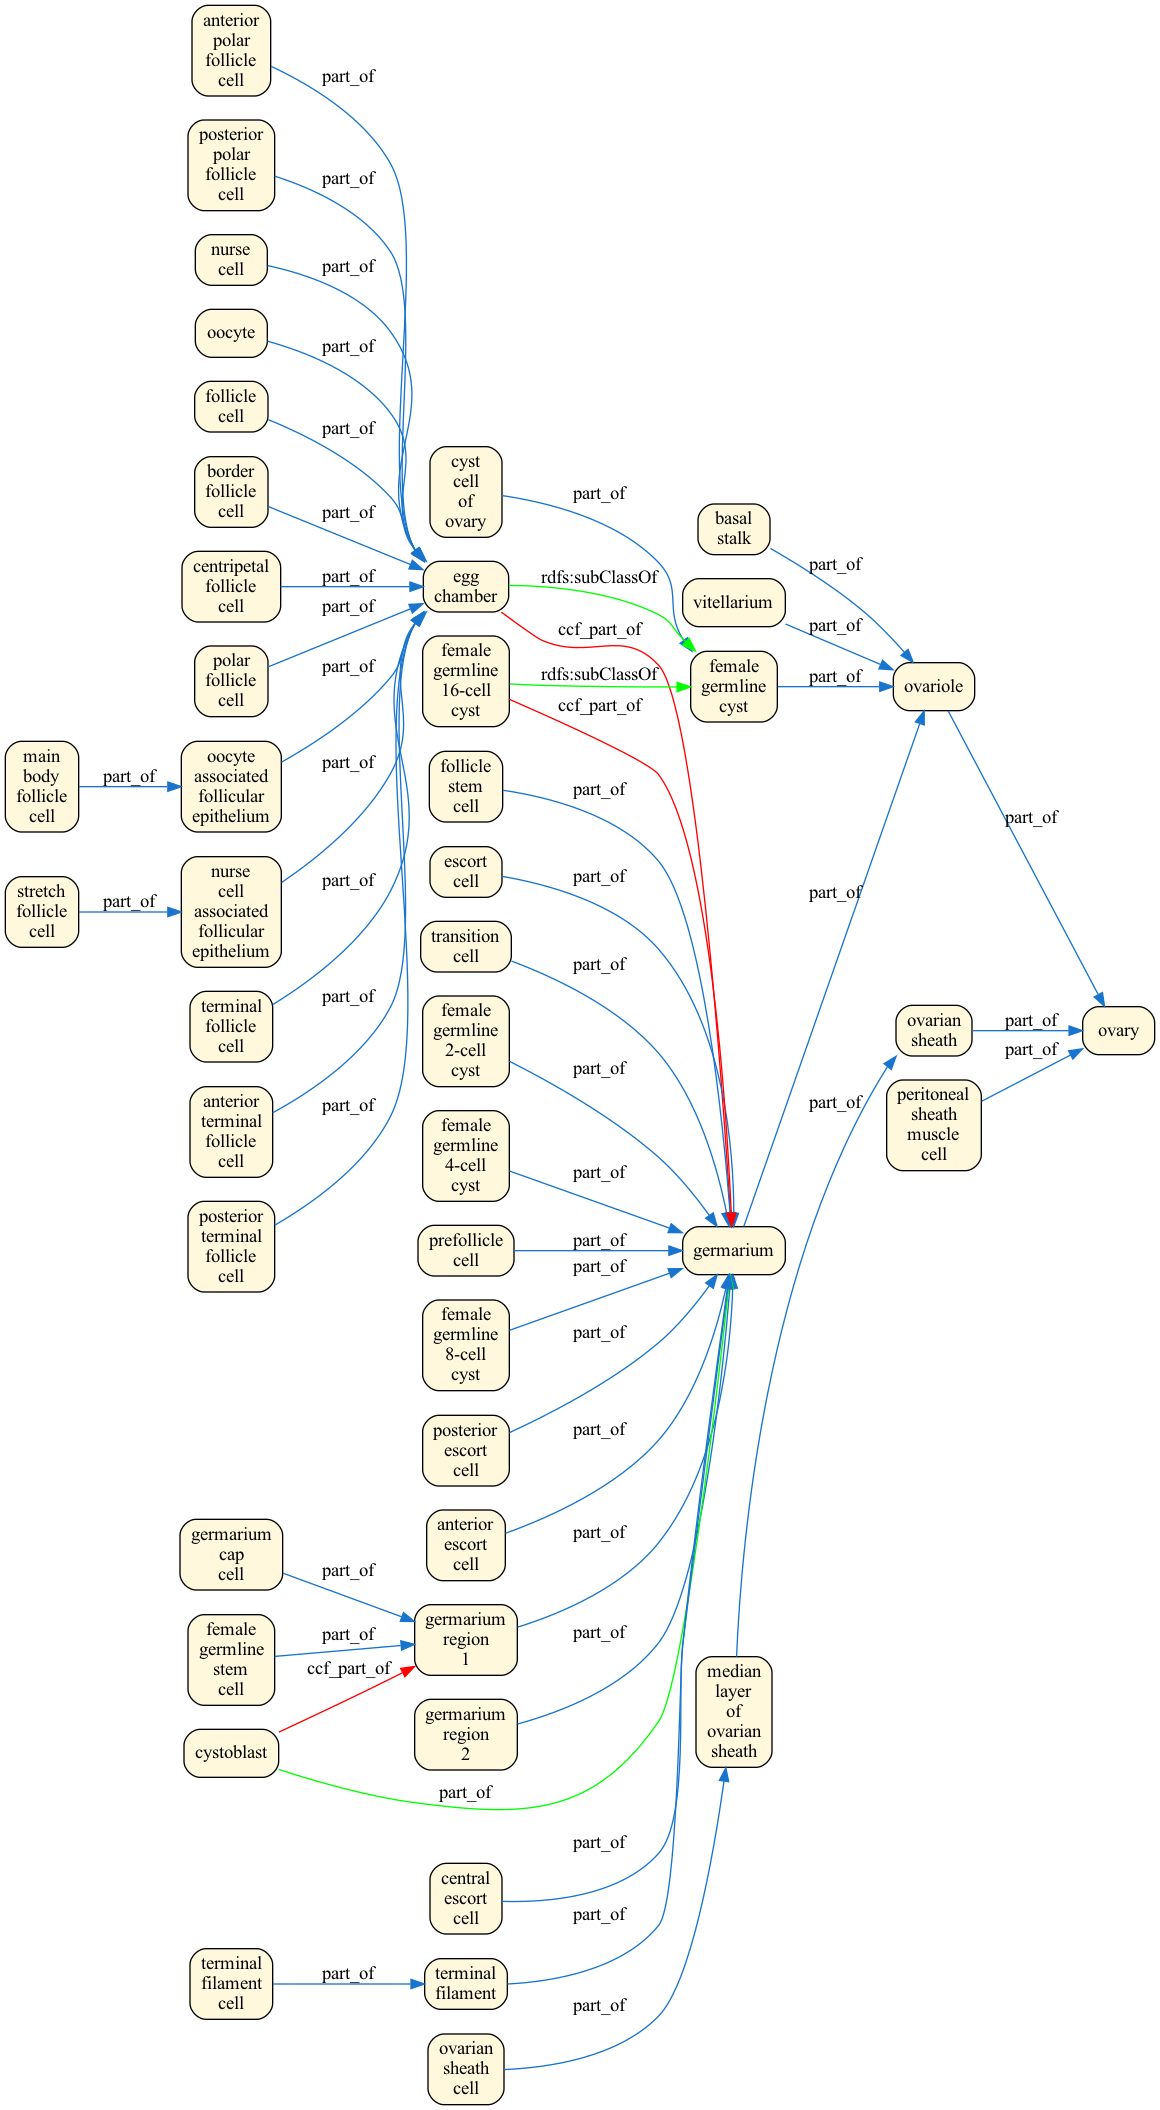 anterior
polar
follicle
cell
part_of
posterior
polar
follicle
cell
part_of
nurse
cell
part_of
oocyte
part_of
follicle
cell
part_of
border
follicle
cell
part_of
centripetal
follicle
cell
part_of
polar
follicle
cell
part_of
main
body
follicle
cell
part_of
oocyte
associated
follicular
epithelium
part_of
stretch
follicle
cell
part_of
nurse
cell
associated
follicular
epithelium
part_of
terminal
follicle
cell
part_of
anterior
terminal
follicle
cell
part_of
posterior
terminal
follicle
cell
part_of
cyst
cell
of
ovary
part_of
egg
chamber
rdfs:subClassOf
ccf_part_of
female
germline
16-cell
cyst
rdfs:subClassOf
ccf_part_of
follicle
stem
cell
part_of
escort
cell
part_of
transition
cell
part_of
female
germline
2-cell
cyst
part_of
female
germline
4-cell
cyst
part_of
prefollicle
cell
part_of
female
germline
8-cell
cyst
part_of
posterior
escort
cell
part_of
anterior
escort
cell
part_of
germarium
cap
cell
part_of
female
germline
stem
cell
part_of
cystoblast
ccf_part_of
part_of
germarium
region
1
part_of
germarium
region
2
part_of
central
escort
cell
part_of
terminal
filament
cell
part_of
terminal
filament
part_of
ovarian
sheath
cell
part_of
basal
stalk
part_of
vitellarium
part_of
female
germline
cyst
part_of
germarium
part_of
median
layer
of
ovarian
sheath
part_of
ovariole
part_of
ovarian
sheath
part_of
peritoneal
sheath
muscle
cell
part_of
ovary